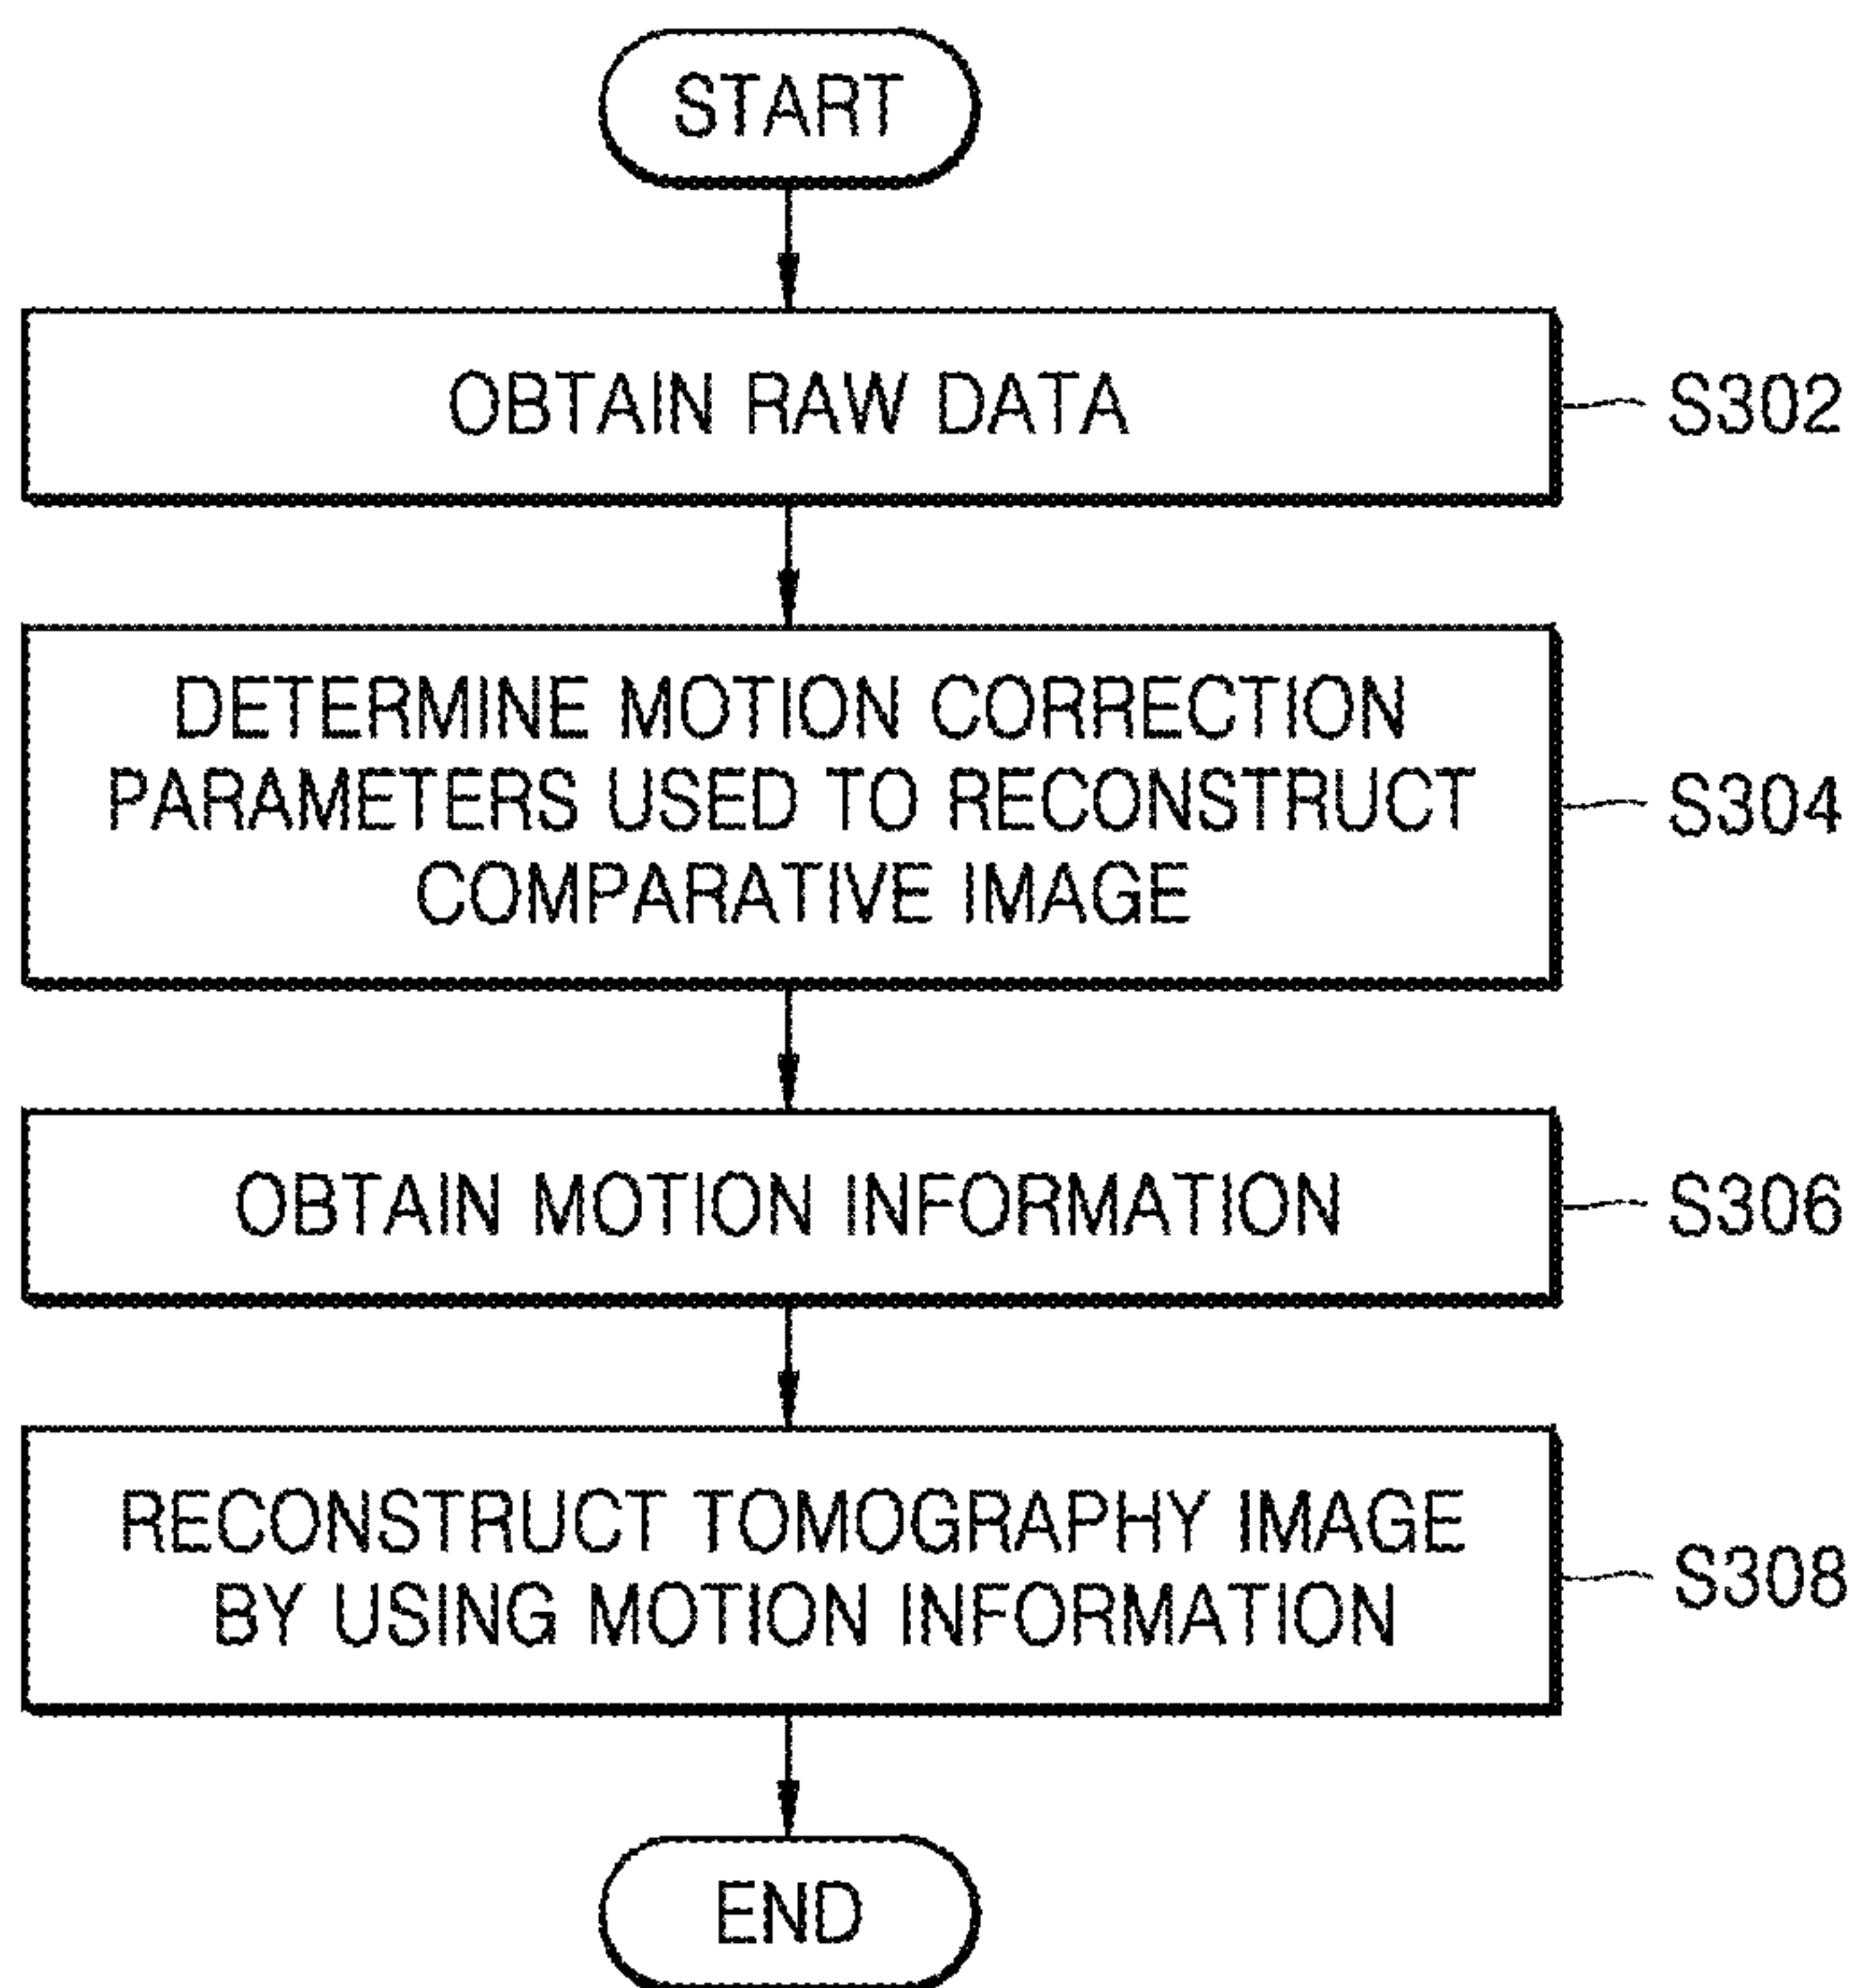 START
OBTAIN RAW DATA
S302
DETERMINE MOTION CORRECTION
PARAMETERS USED TO RECONSTRUCT
COMPARATIVE IMAGE
S304
OBTAIN MOTION INFORMATION
S306
RECONSTRUCT TOMOGRAPHY IMAGE
BY USING MOTION INFORMATION
S308
END